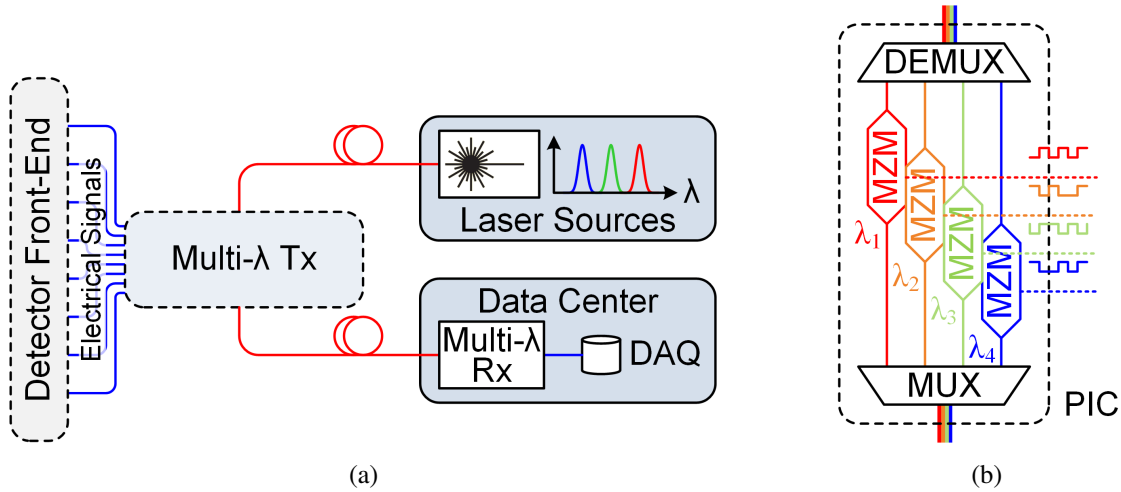 Detector Front-End
Electrical Signals
Multi-λ Tx
λ
Laser Sources
Data Center
Multi-λ
Rx
DAQ
(a)
DEMUX
MZM
MZM
MZM
MZM
λ1
λ2
λ3
λ4
MUX
PIC
(b)